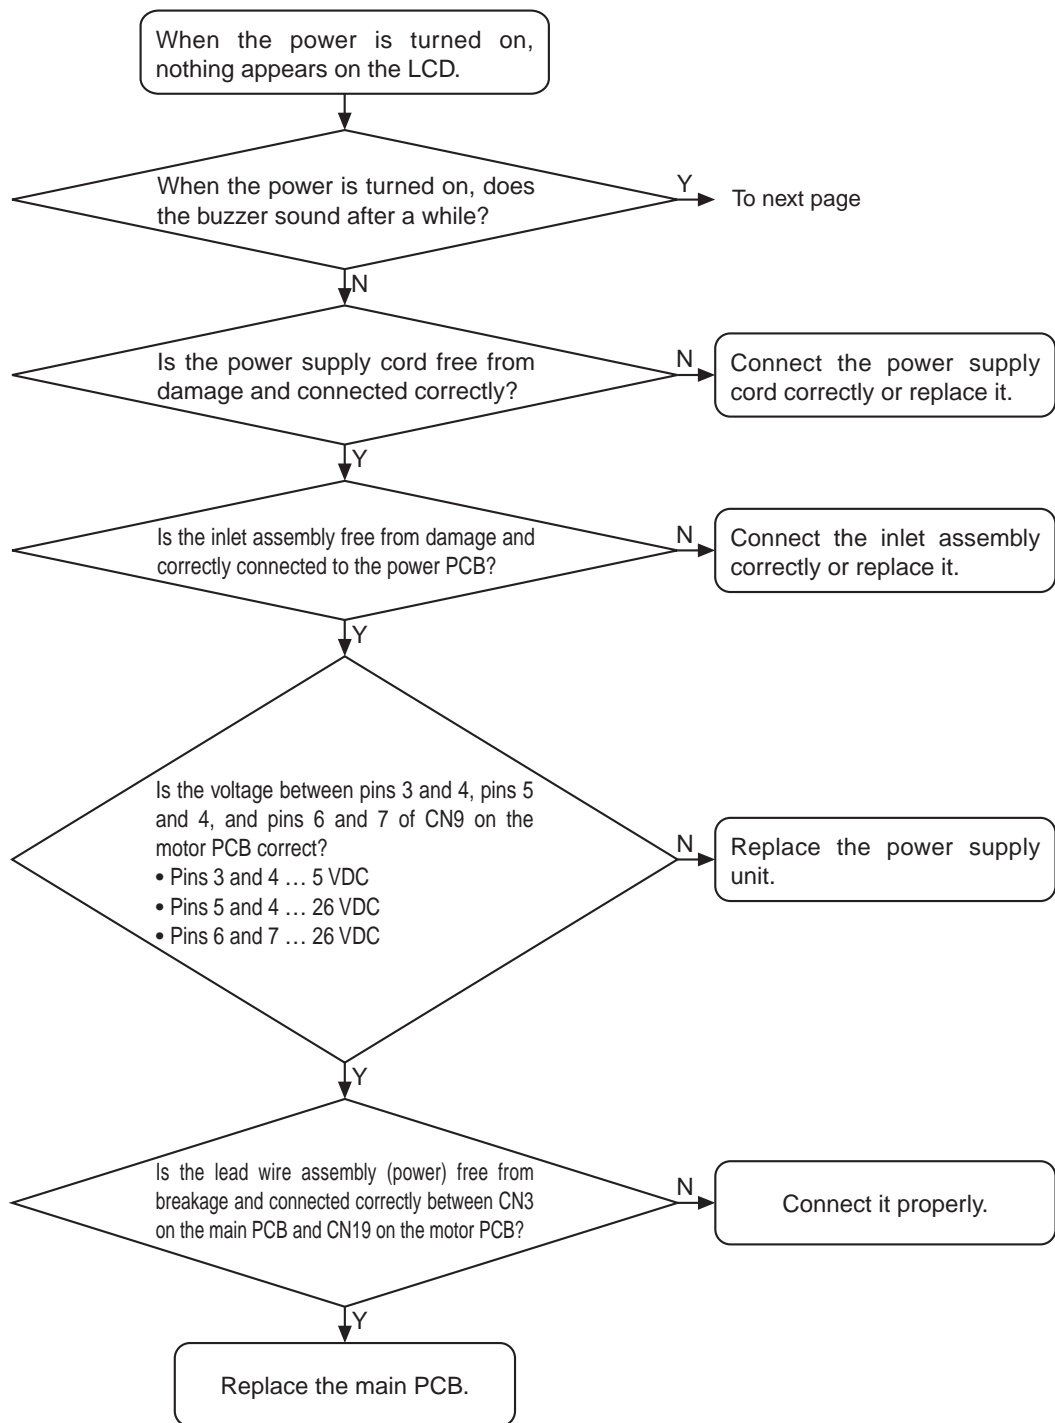 When the power is turned on,
nothing appears on the LCD.
When the power is turned on, does
the buzzer sound after a while?
Y
To next page
N
Is the power supply cord free from
damage and connected correctly?
N
Connect the power supply
cord correctly or replace it.
Y
Is the inlet assembly free from damage and
correctly connected to the power PCB?
N
Connect the inlet assembly
correctly or replace it.
Y
Is the voltage between pins 3 and 4, pins 5
and 4, and pins 6 and 7 of CN9 on the
motor PCB correct?
• Pins 3 and 4 … 5 VDC
• Pins 5 and 4 … 26 VDC
• Pins 6 and 7 … 26 VDC
N
Replace the power supply
unit.
Y
Is the lead wire assembly (power) free from
breakage and connected correctly between CN3
on the main PCB and CN19 on the motor PCB?
N
Connect it properly.
Y
Replace the main PCB.